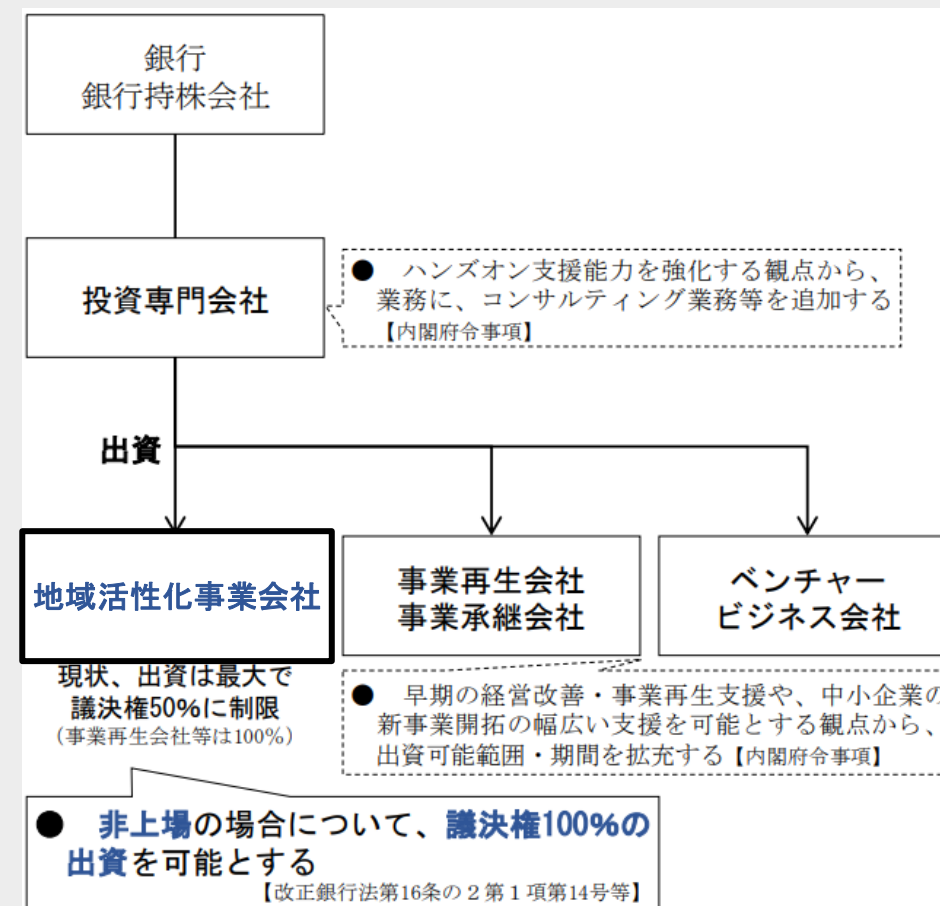 銀行
銀行持株会社
投資専門会社
● ハンズオン支援能力を強化する観点から、
業務に、コンサルティング業務等を追加する
【内閣府令事項】
出資
地域活性化事業会社
事業再生会社
事業承継会社
ベンチャー
ビジネス会社
現状、出資は最大で
議決権50%に制限
(事業再生会社等は100%)
● 早期の経営改善・事業再生支援や、中小企業の
新事業開拓の幅広い支援を可能とする観点から、
出資可能範囲・期間を拡充する【内閣府令事項】
● 非上場の場合について、議決権100%の
出資を可能とする
【改正銀行法第16条の2第1項第14号等】